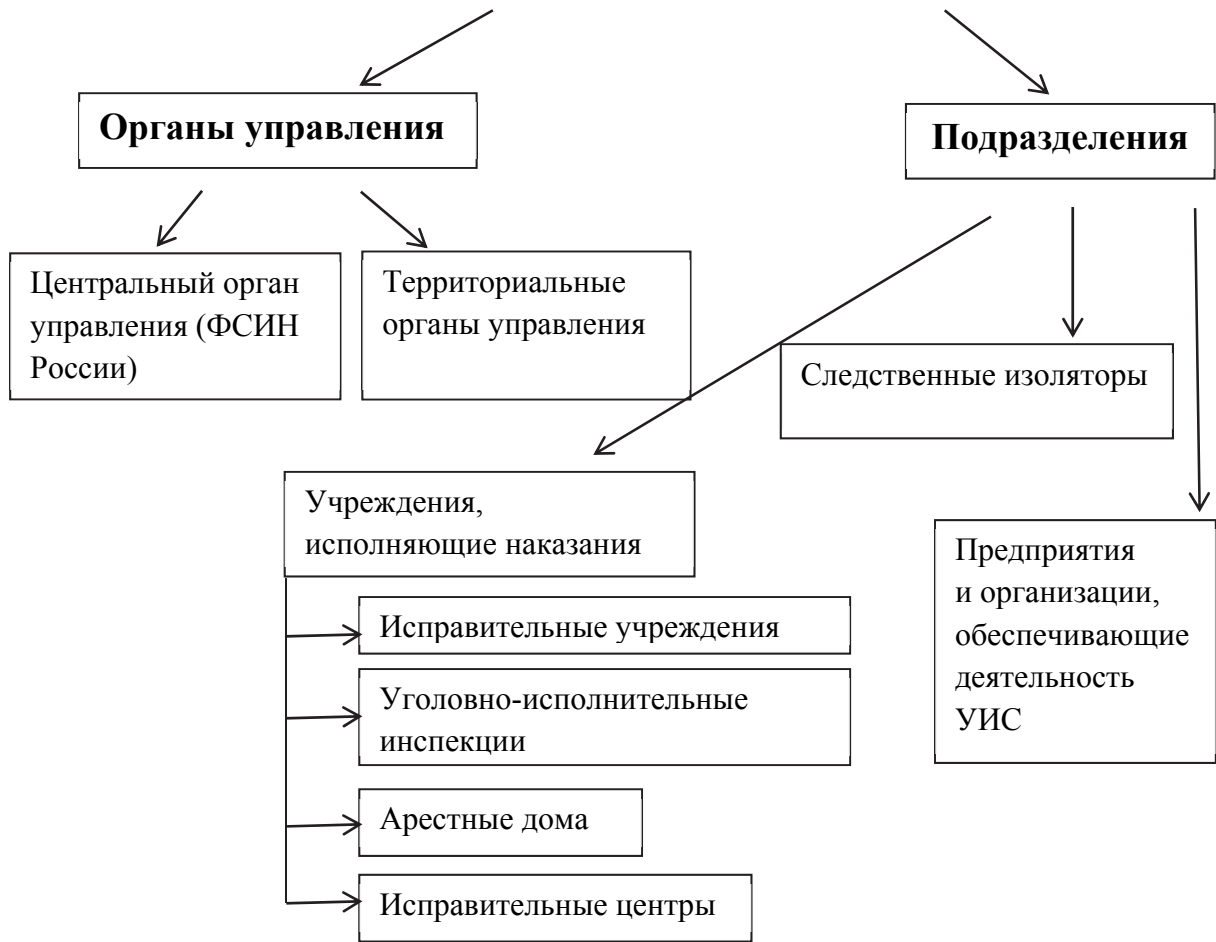 Органы управления
Подразделения
Центральный орган
управления (ФСИН
России)
Территориальные
органы управления
Следственные изоляторы
Учреждения,
исполняющие наказания
Предприятия
и организации,
обеспечивающие
деятельность
УИС
Исправительные учреждения
Уголовно-исполнительные
инспекции
Арестные дома
Исправительные центры